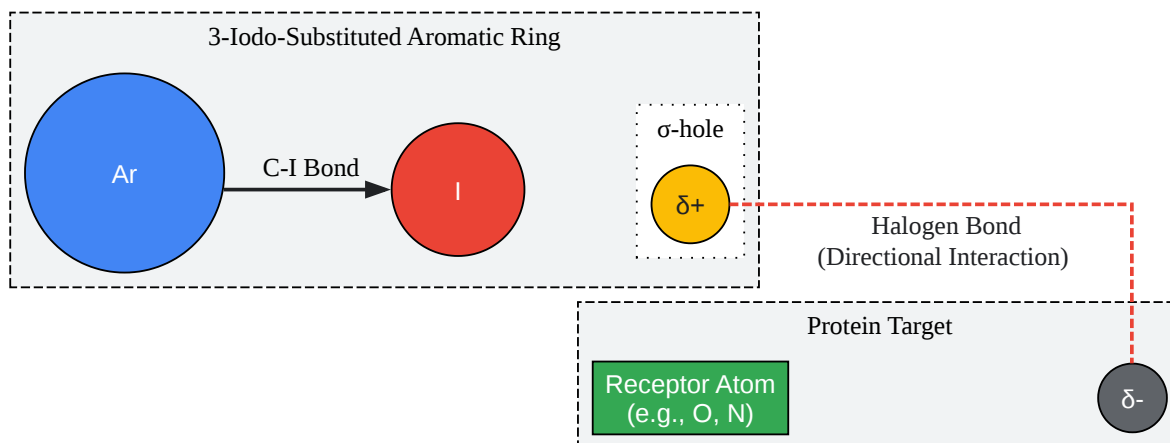 3-Iodo-Substituted Aromatic Ring
σ-hole
Ar
C-I Bond
I
δ+
Halogen Bond
(Directional Interaction)
Protein Target
Receptor Atom
(e.g., O, N)
δ-